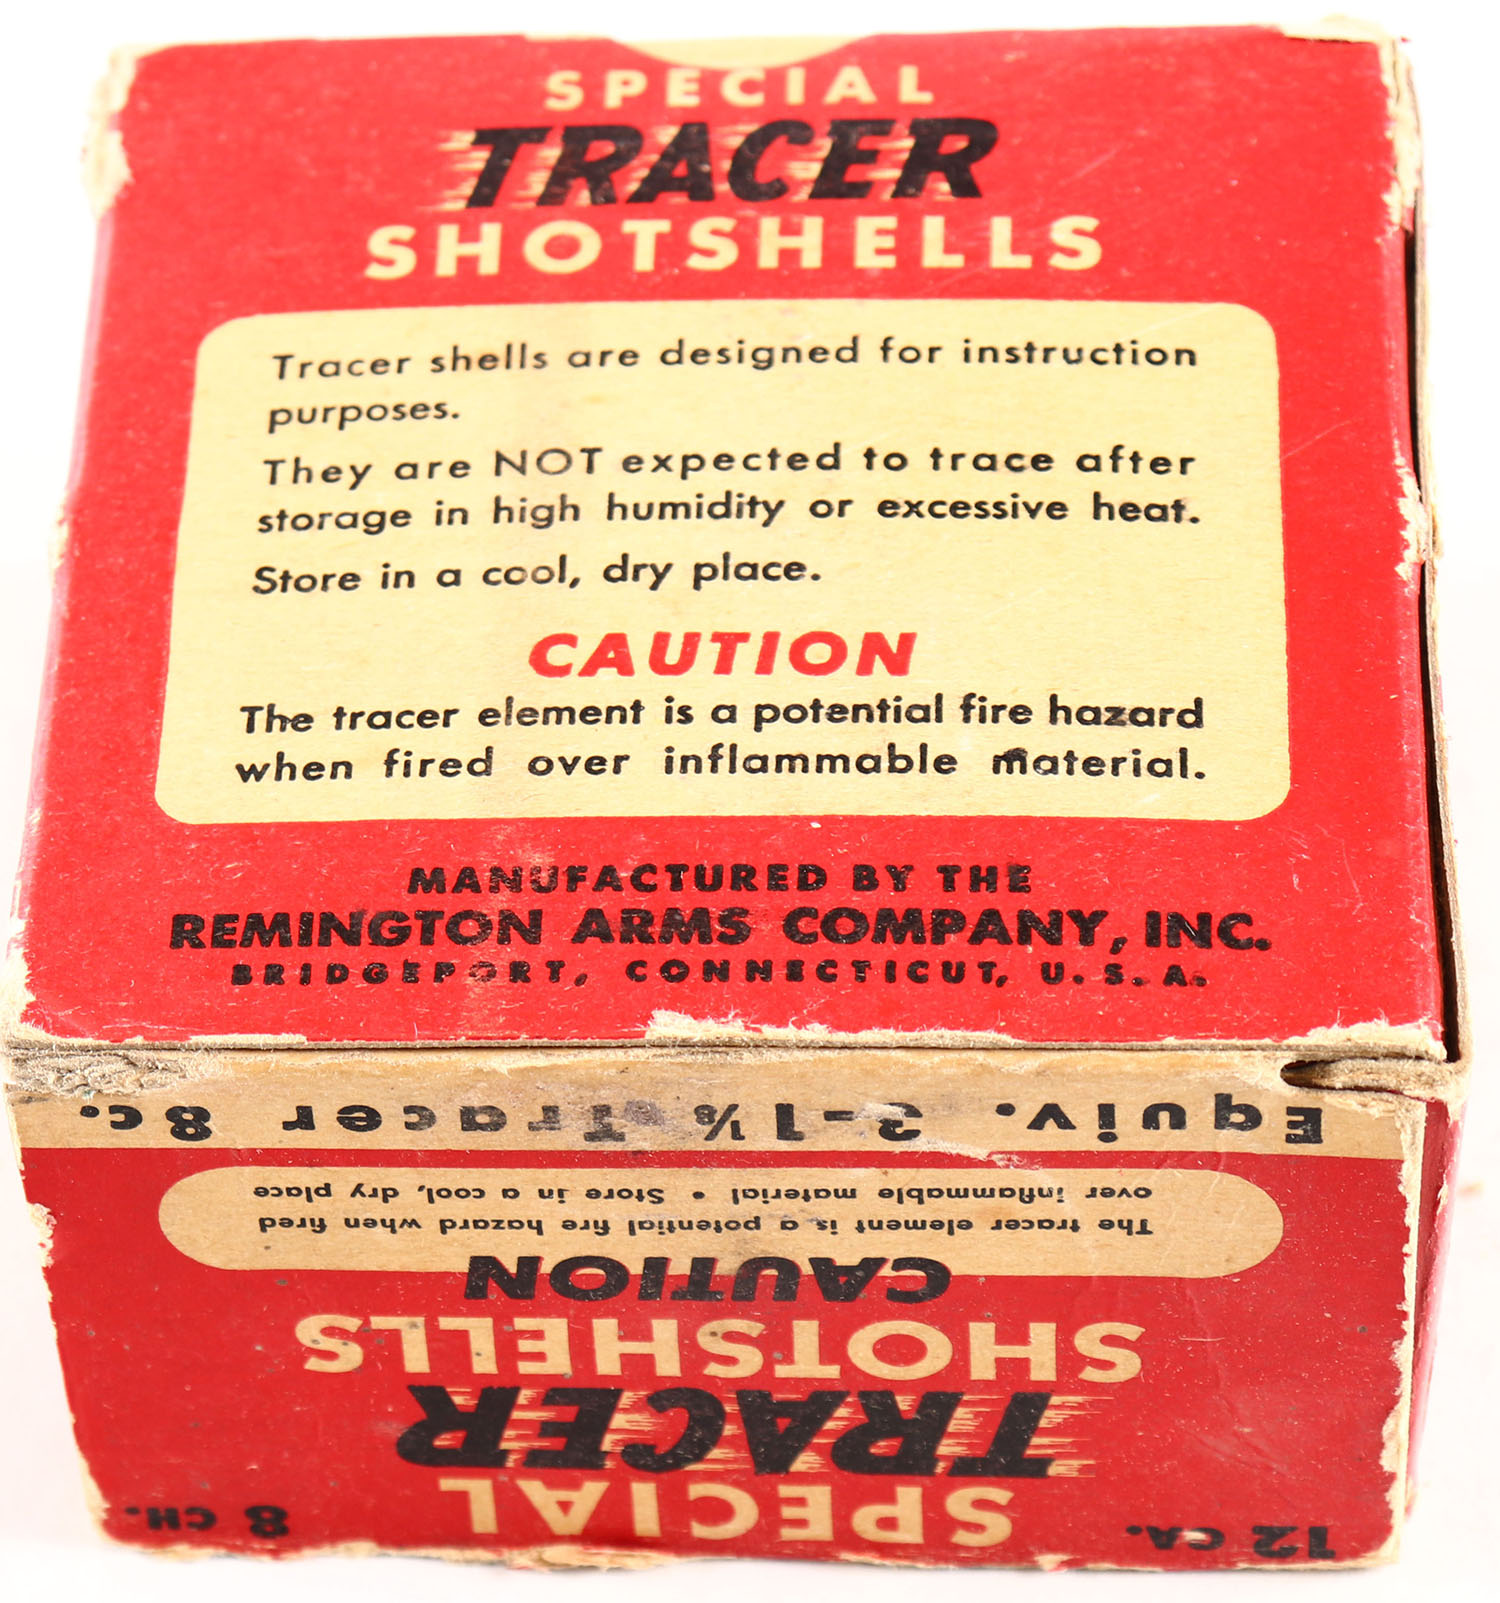 SPECIAL
TRACER
SHOTSHELLS
Tracer shells are designed for instruction
purposes.
They are NOT expected to trace after
storage in high humidity or excessive heat.
Store in a cool, dry place.
CAUTION
The tracer element is a potential fire hazard
when fired over inflammable material.
MANUFACTURED BY THE
REMINGTON ARMS COMPANY, INC.
BRIDGEPORT, CONNECTICUT, U. S. A.
12 CA. SPECIAL 8 CH.
TRACER
SHOTSHELLS
CAUTION
The tracer element is a potential fire hazard when fired
over inflammable material • Store in a cool, dry place
Equiv. 3-1⅛ Tracer 8c.